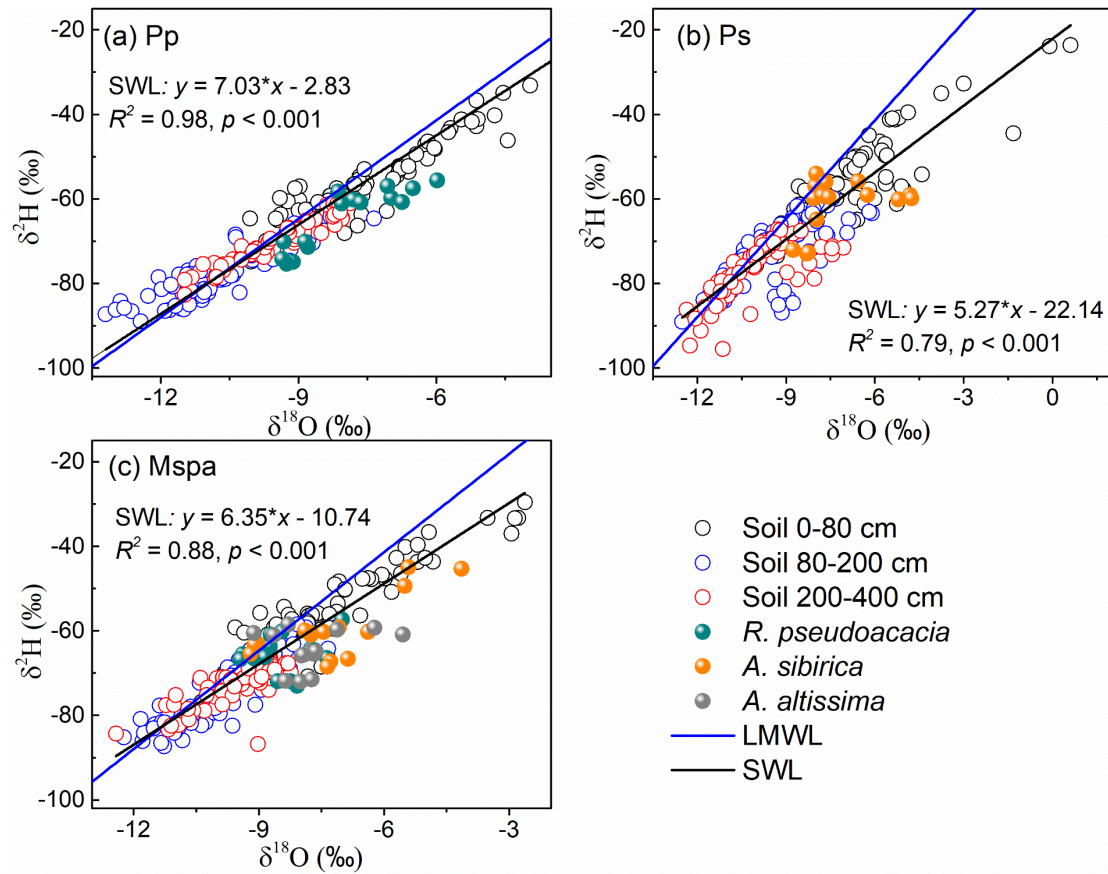 (a) Pp
SWL: y = 7.03*x - 2.83
R² = 0.98, p < 0.001
-20
-40
-60
-80
-100
δ²H (‰)
-12 -9 -6
δ¹⁸O (‰)
(b) Ps
SWL: y = 5.27*x - 22.14
R² = 0.79, p < 0.001
-20
-40
-60
-80
-100
δ²H (‰)
-12 -9 -6 -3 0
δ¹⁸O (‰)
(c) Mspa
SWL: y = 6.35*x - 10.74
R² = 0.88, p < 0.001
-20
-40
-60
-80
-100
δ²H (‰)
-12 -9 -6 -3
δ¹⁸O (‰)
Soil 0-80 cm
Soil 80-200 cm
Soil 200-400 cm
R. pseudoacacia
A. sibirica
A. altissima
LMWL
SWL